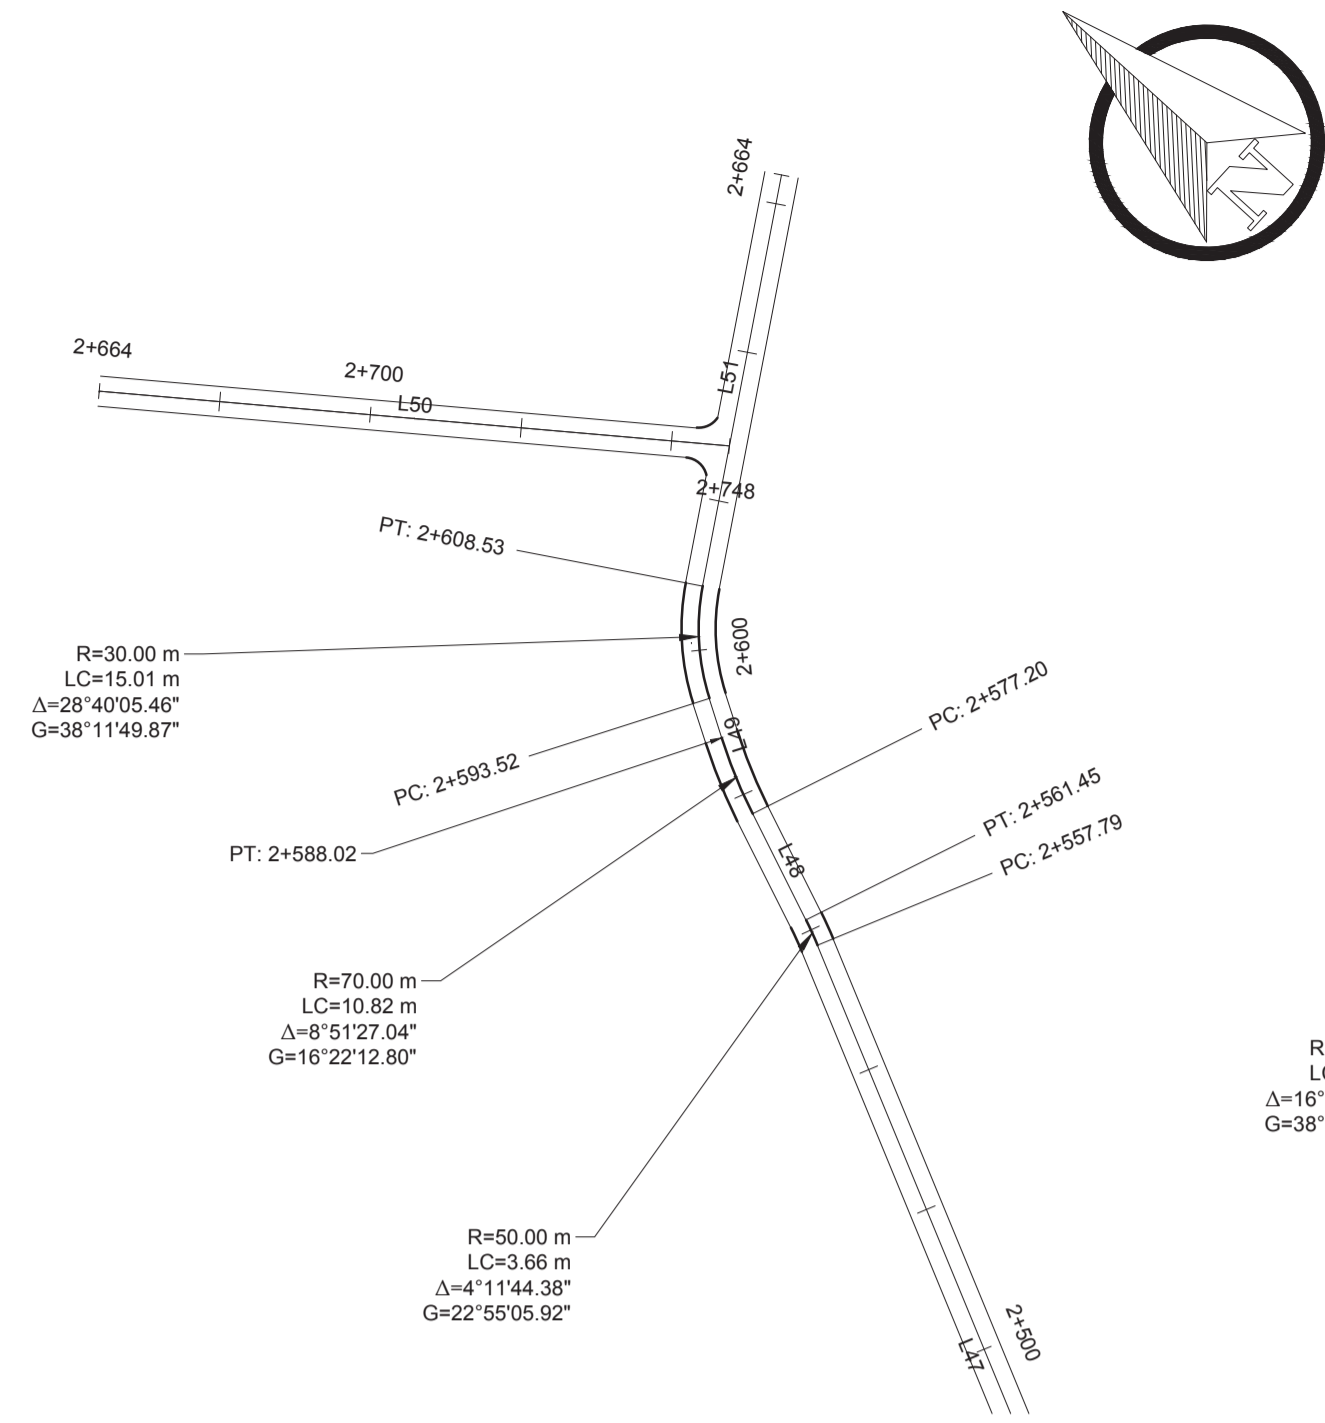 N
2+664
2+664
2+700
L50
L51
2+748
PT: 2+608.53
2+600
R=30.00 m
LC=15.01 m
Δ=28°40'05.46"
G=38°11'49.87"
PC: 2+577.20
L49
PC: 2+593.52
PT: 2+561.45
PC: 2+557.79
PT: 2+588.02
L48
R=70.00 m
LC=10.82 m
Δ=8°51'27.04"
G=16°22'12.80"
R
L
Δ=16°
G=38°
R=50.00 m
LC=3.66 m
Δ=4°11'44.38"
G=22°55'05.92"
2+500
L47